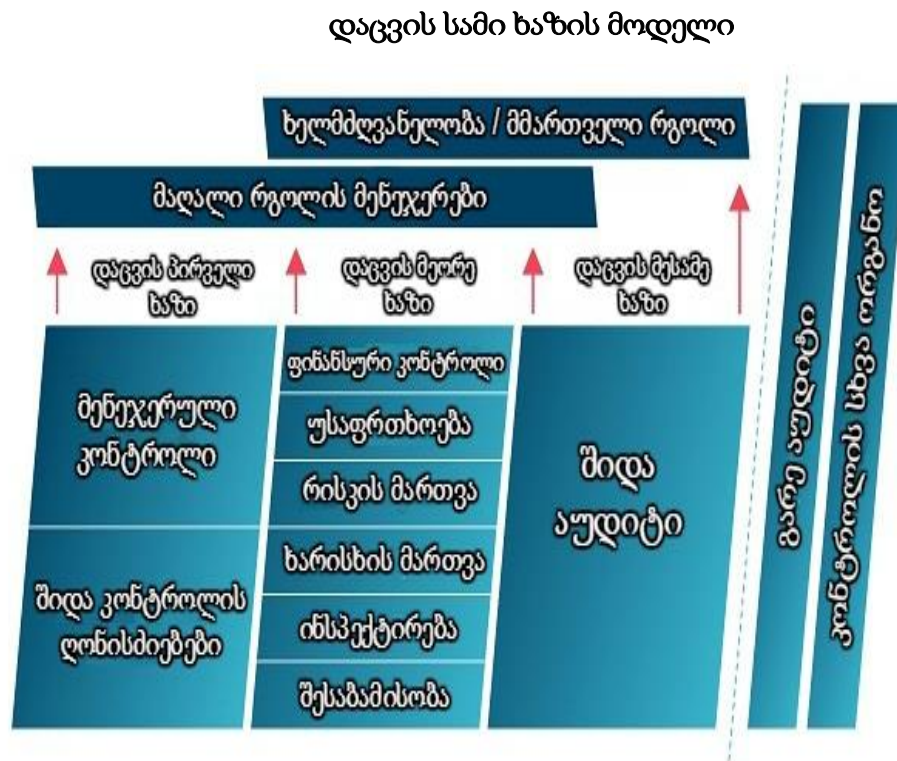 დაცვის სამი ხაზის მოდელი
ხელმძღვანელობა / მმართველი რგოლი
მაღალი რგოლის მენეჯერები
დაცვის პირველი
ხაზი
დაცვის მეორე
ხაზი
დაცვის მესამე
ხაზი
მენეჯერული
კონტროლი
შიდა კონტროლის
ღონისძიებები
ფინანსური კონტროლი
უსაფრთხოება
რისკის მართვა
ხარისხის მართვა
ინსპექტირება
შესაბამისობა
შიდა
აუდიტი
გარე აუდიტი
კონტროლის სხვა ორგანო